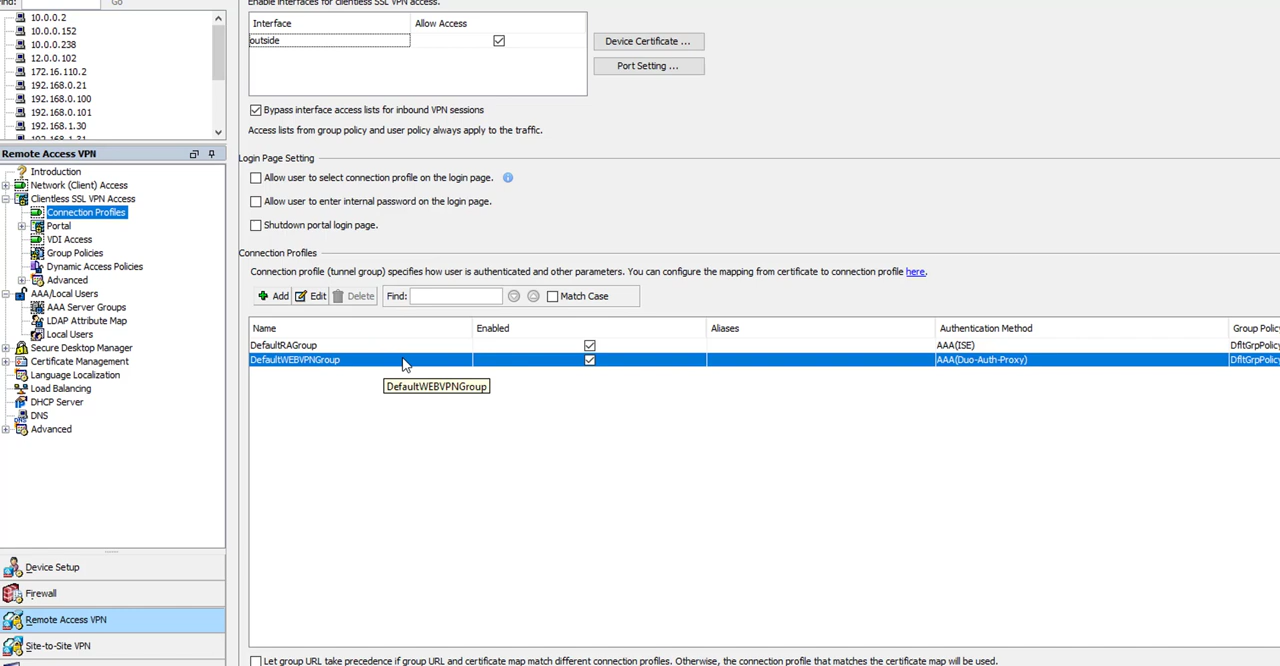 Find:
Go
10.0.0.2
10.0.0.152
10.0.0.238
12.0.0.102
172.16.110.2
192.168.0.21
192.168.0.100
192.168.0.101
192.168.1.30
192.168.1.31
Remote Access VPN
Introduction
Network (Client) Access
Clientless SSL VPN Access
Connection Profiles
Portal
VDI Access
Group Policies
Dynamic Access Policies
Advanced
AAA/Local Users
AAA Server Groups
LDAP Attribute Map
Local Users
Secure Desktop Manager
Certificate Management
Language Localization
Load Balancing
DHCP Server
DNS
Advanced
Device Setup
Firewall
Remote Access VPN
Site-to-Site VPN
Enable interfaces for clientless SSL VPN access.
Interface Allow Access
outside
Device Certificate ...
Port Setting ...
Bypass interface access lists for inbound VPN sessions
Access lists from group policy and user policy always apply to the traffic.
Login Page Setting
Allow user to select connection profile on the login page.
Allow user to enter internal password on the login page.
Shutdown portal login page.
Connection Profiles
Connection profile (tunnel group) specifies how user is authenticated and other parameters. You can configure the mapping from certificate to connection profile here.
Add Edit Delete Find: Match Case
Name Enabled Aliases Authentication Method Group Policy
DefaultRAGroup AAA(ISE) DfltGrpPolicy
DefaultWEBVPNGroup AAA(Duo-Auth-Proxy) DfltGrpPolicy
DefaultWEBVPNGroup
Let group URL take precedence if group URL and certificate map match different connection profiles. Otherwise, the connection profile that matches the certificate map will be used.